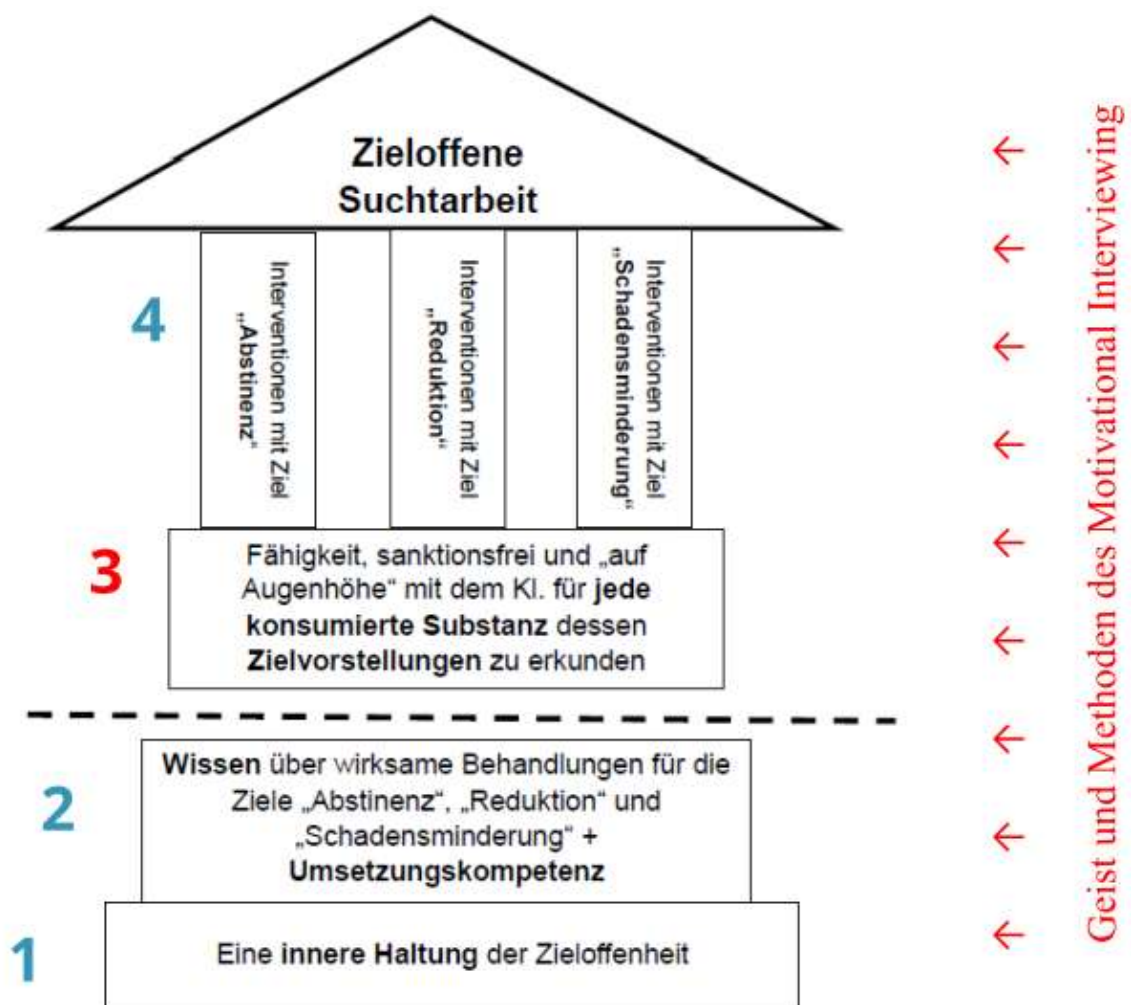 Zieloffene
Suchtarbeit
4
Interventionen mit Ziel
„Abstinenz“
Interventionen mit Ziel
„Reduktion“
Interventionen mit Ziel
„Schadensminderung“
3
Fähigkeit, sanktionsfrei und „auf
Augenhöhe“ mit dem Kl. für jede
konsumierte Substanz dessen
Zielvorstellungen zu erkunden
2
Wissen über wirksame Behandlungen für die
Ziele „Abstinenz“, „Reduktion“ und
„Schadensminderung“ +
Umsetzungskompetenz
1
Eine innere Haltung der Zieloffenheit
Geist und Methoden des Motivational Interviewing